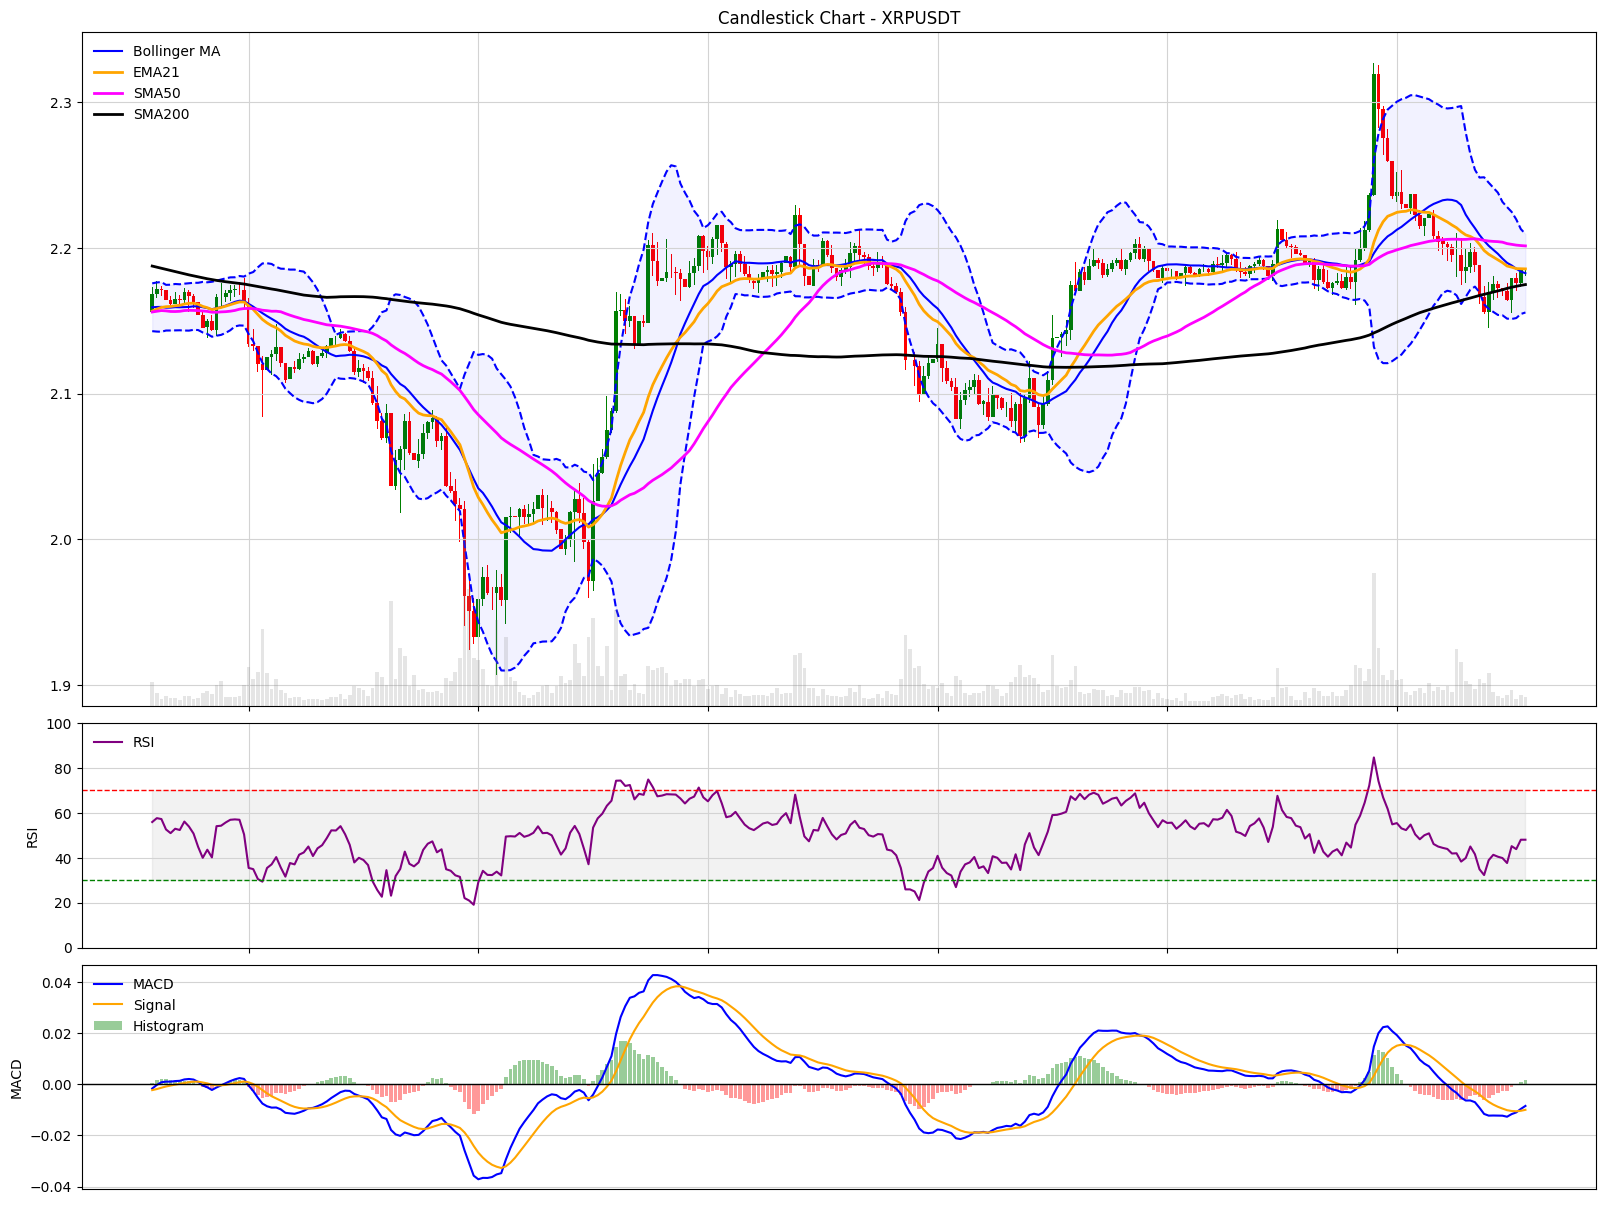 Candlestick Chart - XRPUSDT
Bollinger MA
EMA21
SMA50
SMA200
2.3
2.2
2.1
2.0
1.9
RSI
100
80
60
40
20
0
RSI
MACD
Signal
Histogram
0.04
0.02
0.00
−0.02
−0.04
MACD